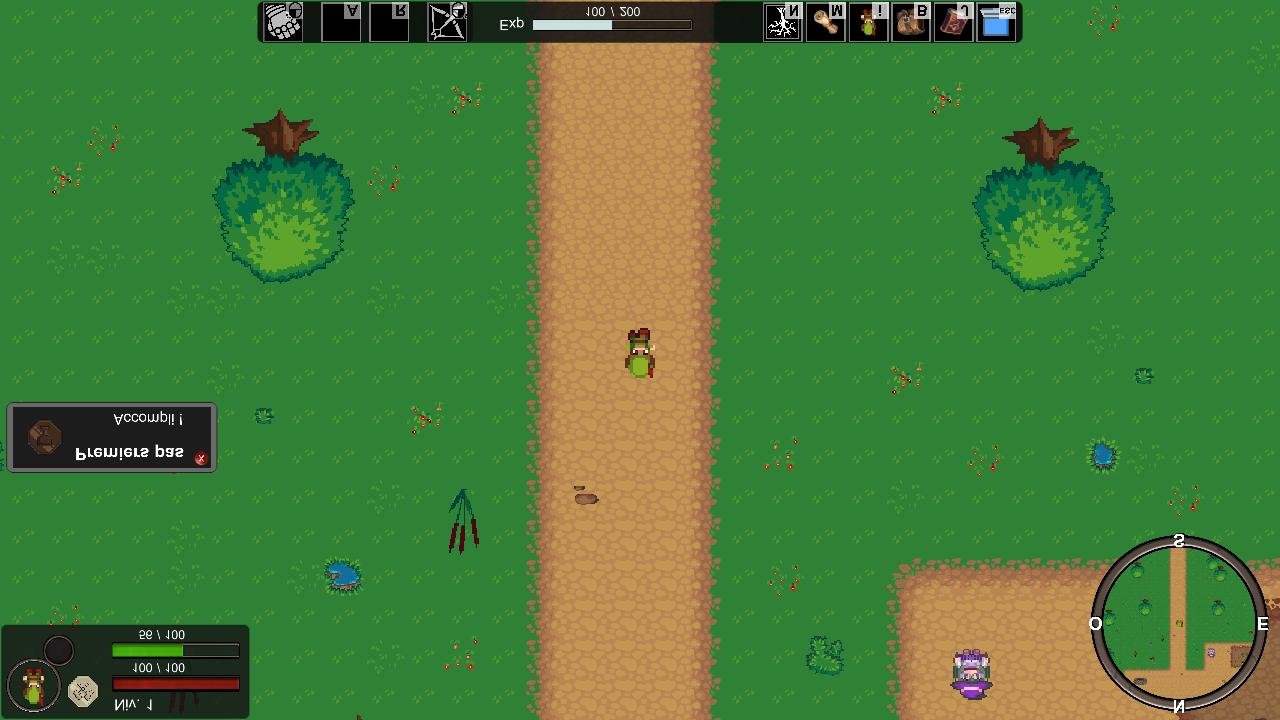 Niv. 1
100 / 100
56 / 100
N
O
E
S
Premiers pas
x
Accompli !
A
R
Exp
100 / 200
N
M
i
B
J
ESC